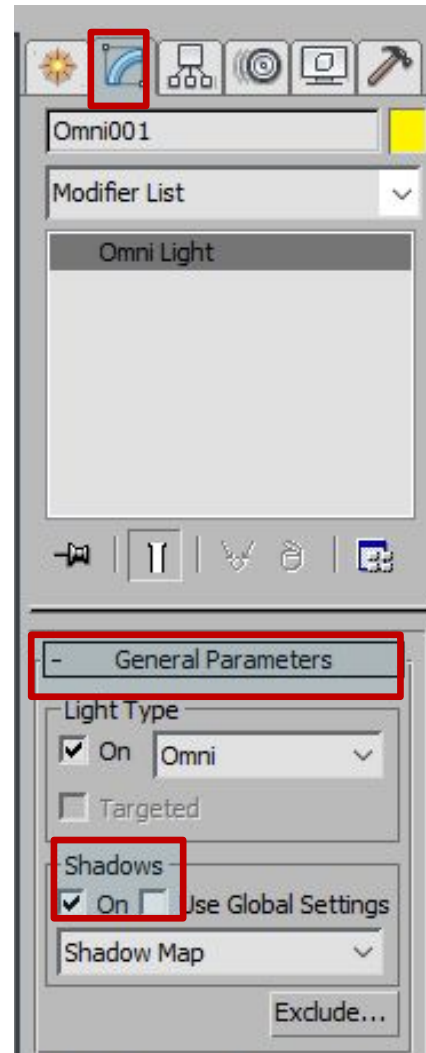 Omni001
Modifier List
Omni Light
- General Parameters
Light Type
On Omni
Targeted
Shadows
On Use Global Settings
Shadow Map
Exclude...